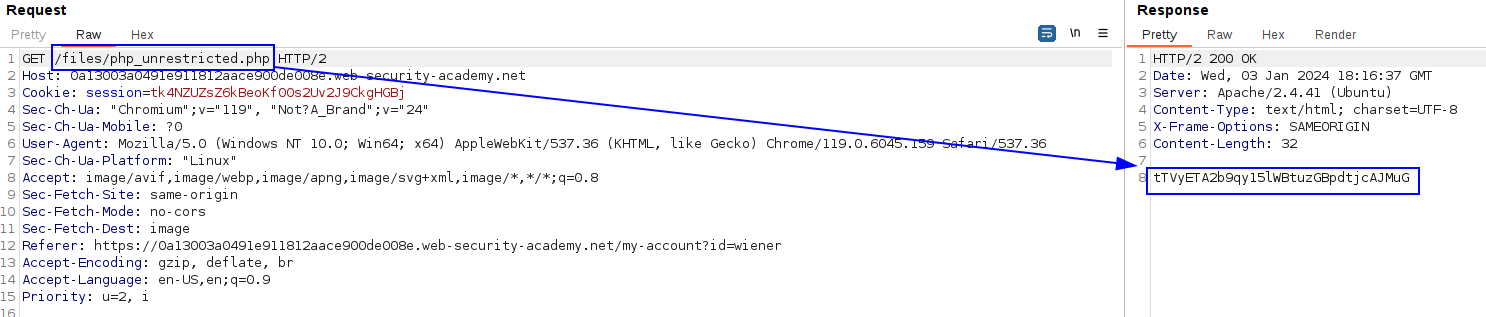 Request
Pretty Raw Hex
\n
1 GET /files/php_unrestricted.php HTTP/2
2 Host: 0a13003a0491e911812aace900de008e.web-security-academy.net
3 Cookie: session=tk4NZUZsZ6kBeoKf00s2Uv2J9CkgHGBj
4 Sec-Ch-Ua: "Chromium";v="119", "Not?A_Brand";v="24"
5 Sec-Ch-Ua-Mobile: ?0
6 User-Agent: Mozilla/5.0 (Windows NT 10.0; Win64; x64) AppleWebKit/537.36 (KHTML, like Gecko) Chrome/119.0.6045.159 Safari/537.36
7 Sec-Ch-Ua-Platform: "Linux"
8 Accept: image/avif,image/webp,image/apng,image/svg+xml,image/*,*/*;q=0.8
9 Sec-Fetch-Site: same-origin
10 Sec-Fetch-Mode: no-cors
11 Sec-Fetch-Dest: image
12 Referer: https://0a13003a0491e911812aace900de008e.web-security-academy.net/my-account?id=wiener
13 Accept-Encoding: gzip, deflate, br
14 Accept-Language: en-US,en;q=0.9
15 Priority: u=2, i
16
Response
Pretty Raw Hex Render
1 HTTP/2 200 OK
2 Date: Wed, 03 Jan 2024 18:16:37 GMT
3 Server: Apache/2.4.41 (Ubuntu)
4 Content-Type: text/html; charset=UTF-8
5 X-Frame-Options: SAMEORIGIN
6 Content-Length: 32
7
8 tTVyETA2b9qy15lWBtuzGBpdtjcAJMuG